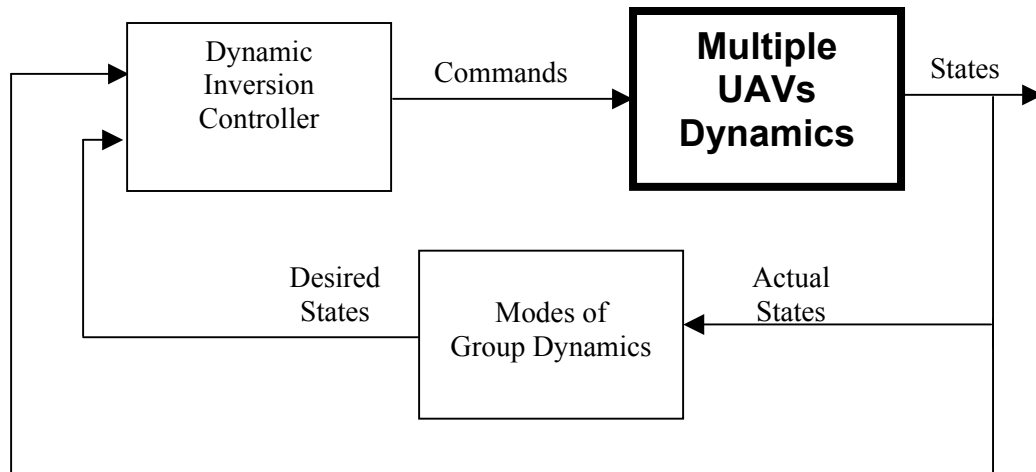 Dynamic
Inversion
Controller
Commands
Multiple
UAVs
Dynamics
States
Desired
States
Modes of
Group Dynamics
Actual
States